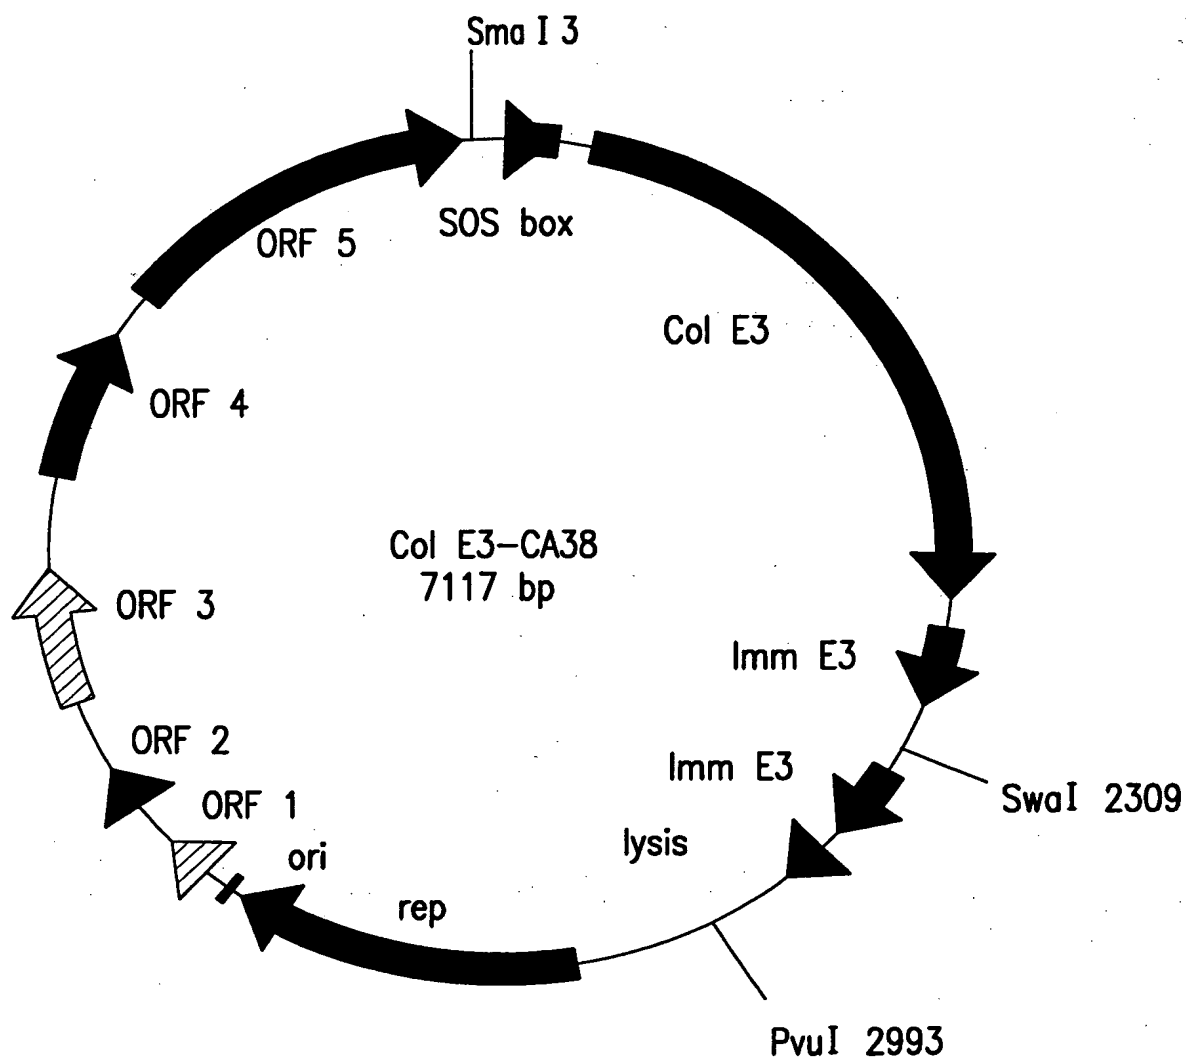 Sma I 3
SOS box
ORF 5
Col E3
ORF 4
Col E3-CA38
7117 bp
ORF 3
Imm E3
ORF 2
Imm E3
SwaI 2309
ORF 1
lysis
ori
rep
PvuI 2993